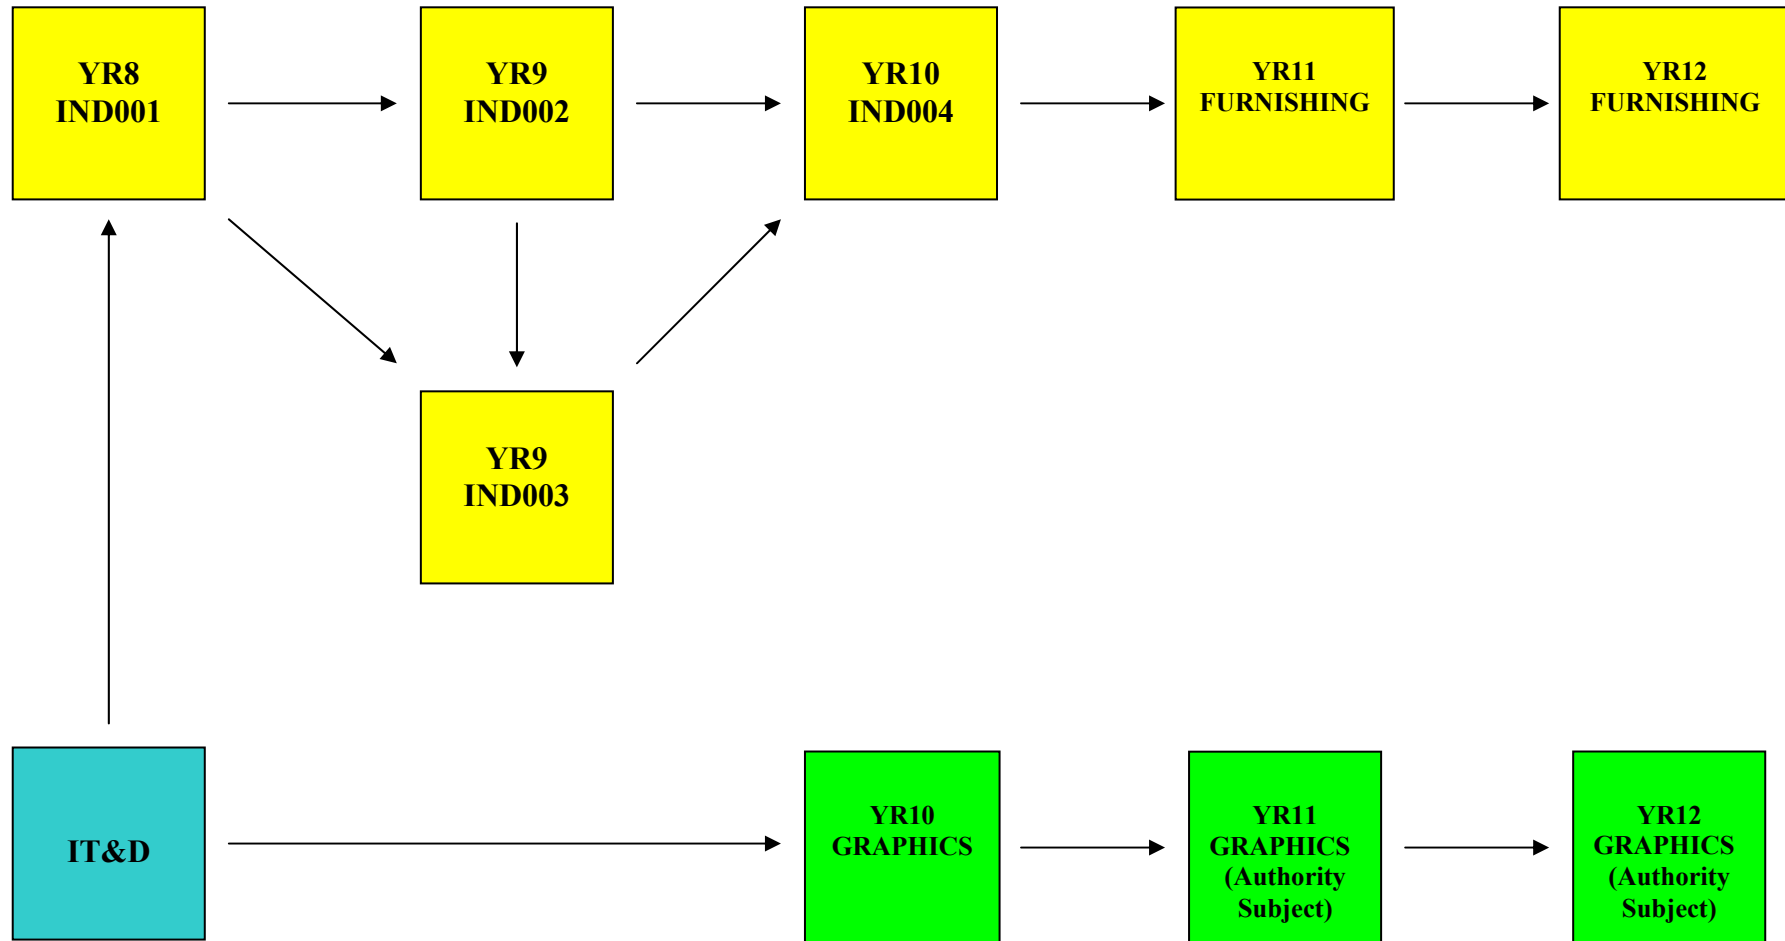 YR8
IND001
YR9
IND002
YR10
IND004
YR11
FURNISHING
YR12
FURNISHING
YR9
IND003
IT&D
YR10
GRAPHICS
YR11
GRAPHICS
(Authority
Subject)
YR12
GRAPHICS
(Authority
Subject)